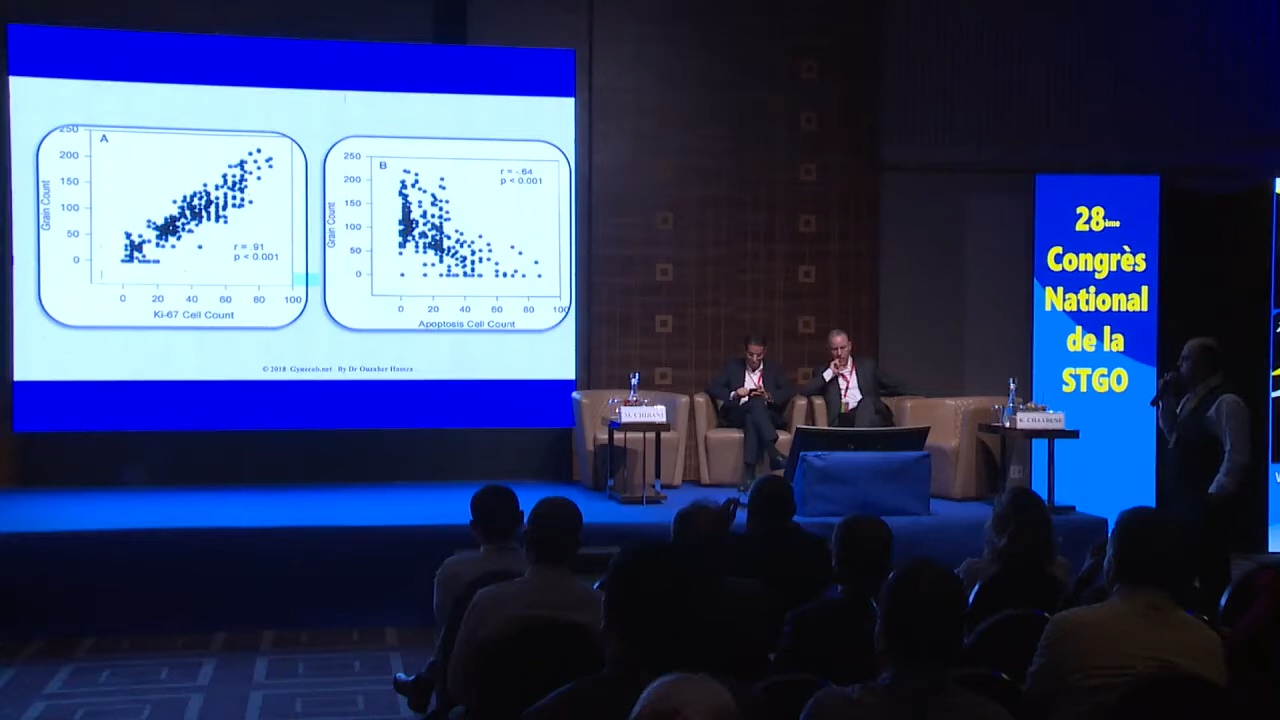 A
250
200
150
100
50
0
Grain Count
r = .91
p < 0.001
0 20 40 60 80 100
Ki-67 Cell Count
B
250
200
150
100
50
0
Grain Count
r = -.64
p < 0.001
0 20 40 60 80 100
Apoptosis Cell Count
© 2018 Gynecob.net By Dr Ouzaher Hamza
28ème
Congrès
National
de la
STGO